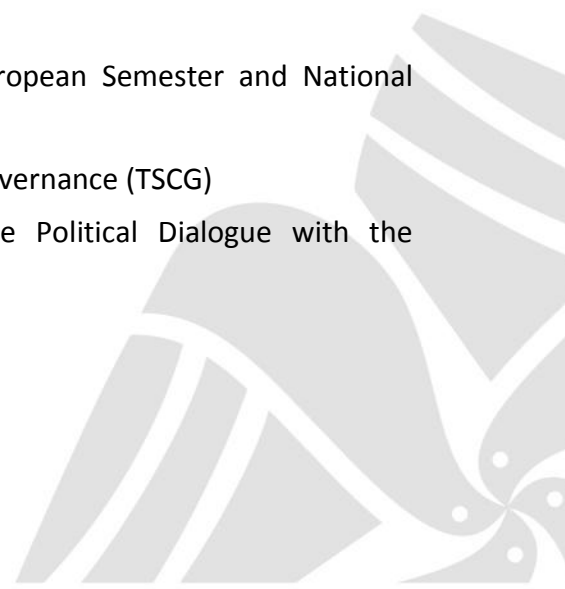 ropean Semester and National
vernance (TSCG)
e Political Dialogue with the